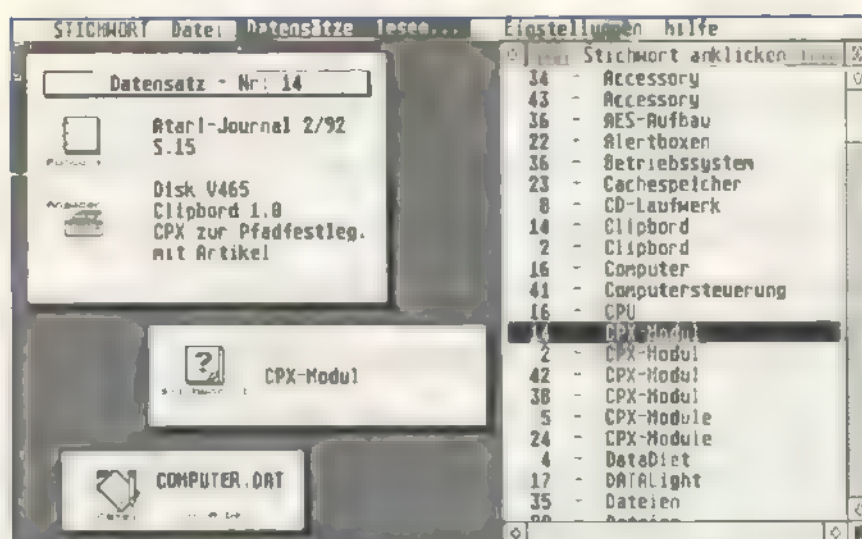 STICHWORT Datei Datensätze lesen... Einstellungen hilfe
Datensatz - Nr: 14
Atari-Journal 2/92
S.15
Disk V465
Clipbord 1.0
CPX zur Pfadfestleg.
mit Artikel
CPX-Modul
COMPUTER.DAT
Stichwort anklicken
34 - Accessory
43 - Accessory
36 - AES-Aufbau
22 - Alertboxen
36 - Betriebssystem
23 - Cachespeicher
8 - CD-Laufwerk
14 - Clipbord
2 - Clipbord
16 - Computer
41 - Computersteuerung
16 - CPU
14 CPX-Modul
2 - CPX-Modul
42 - CPX-Modul
38 - CPX-Modul
5 - CPX-Module
24 - CPX-Module
4 - DataDiet
17 - DATALight
35 - Dateien